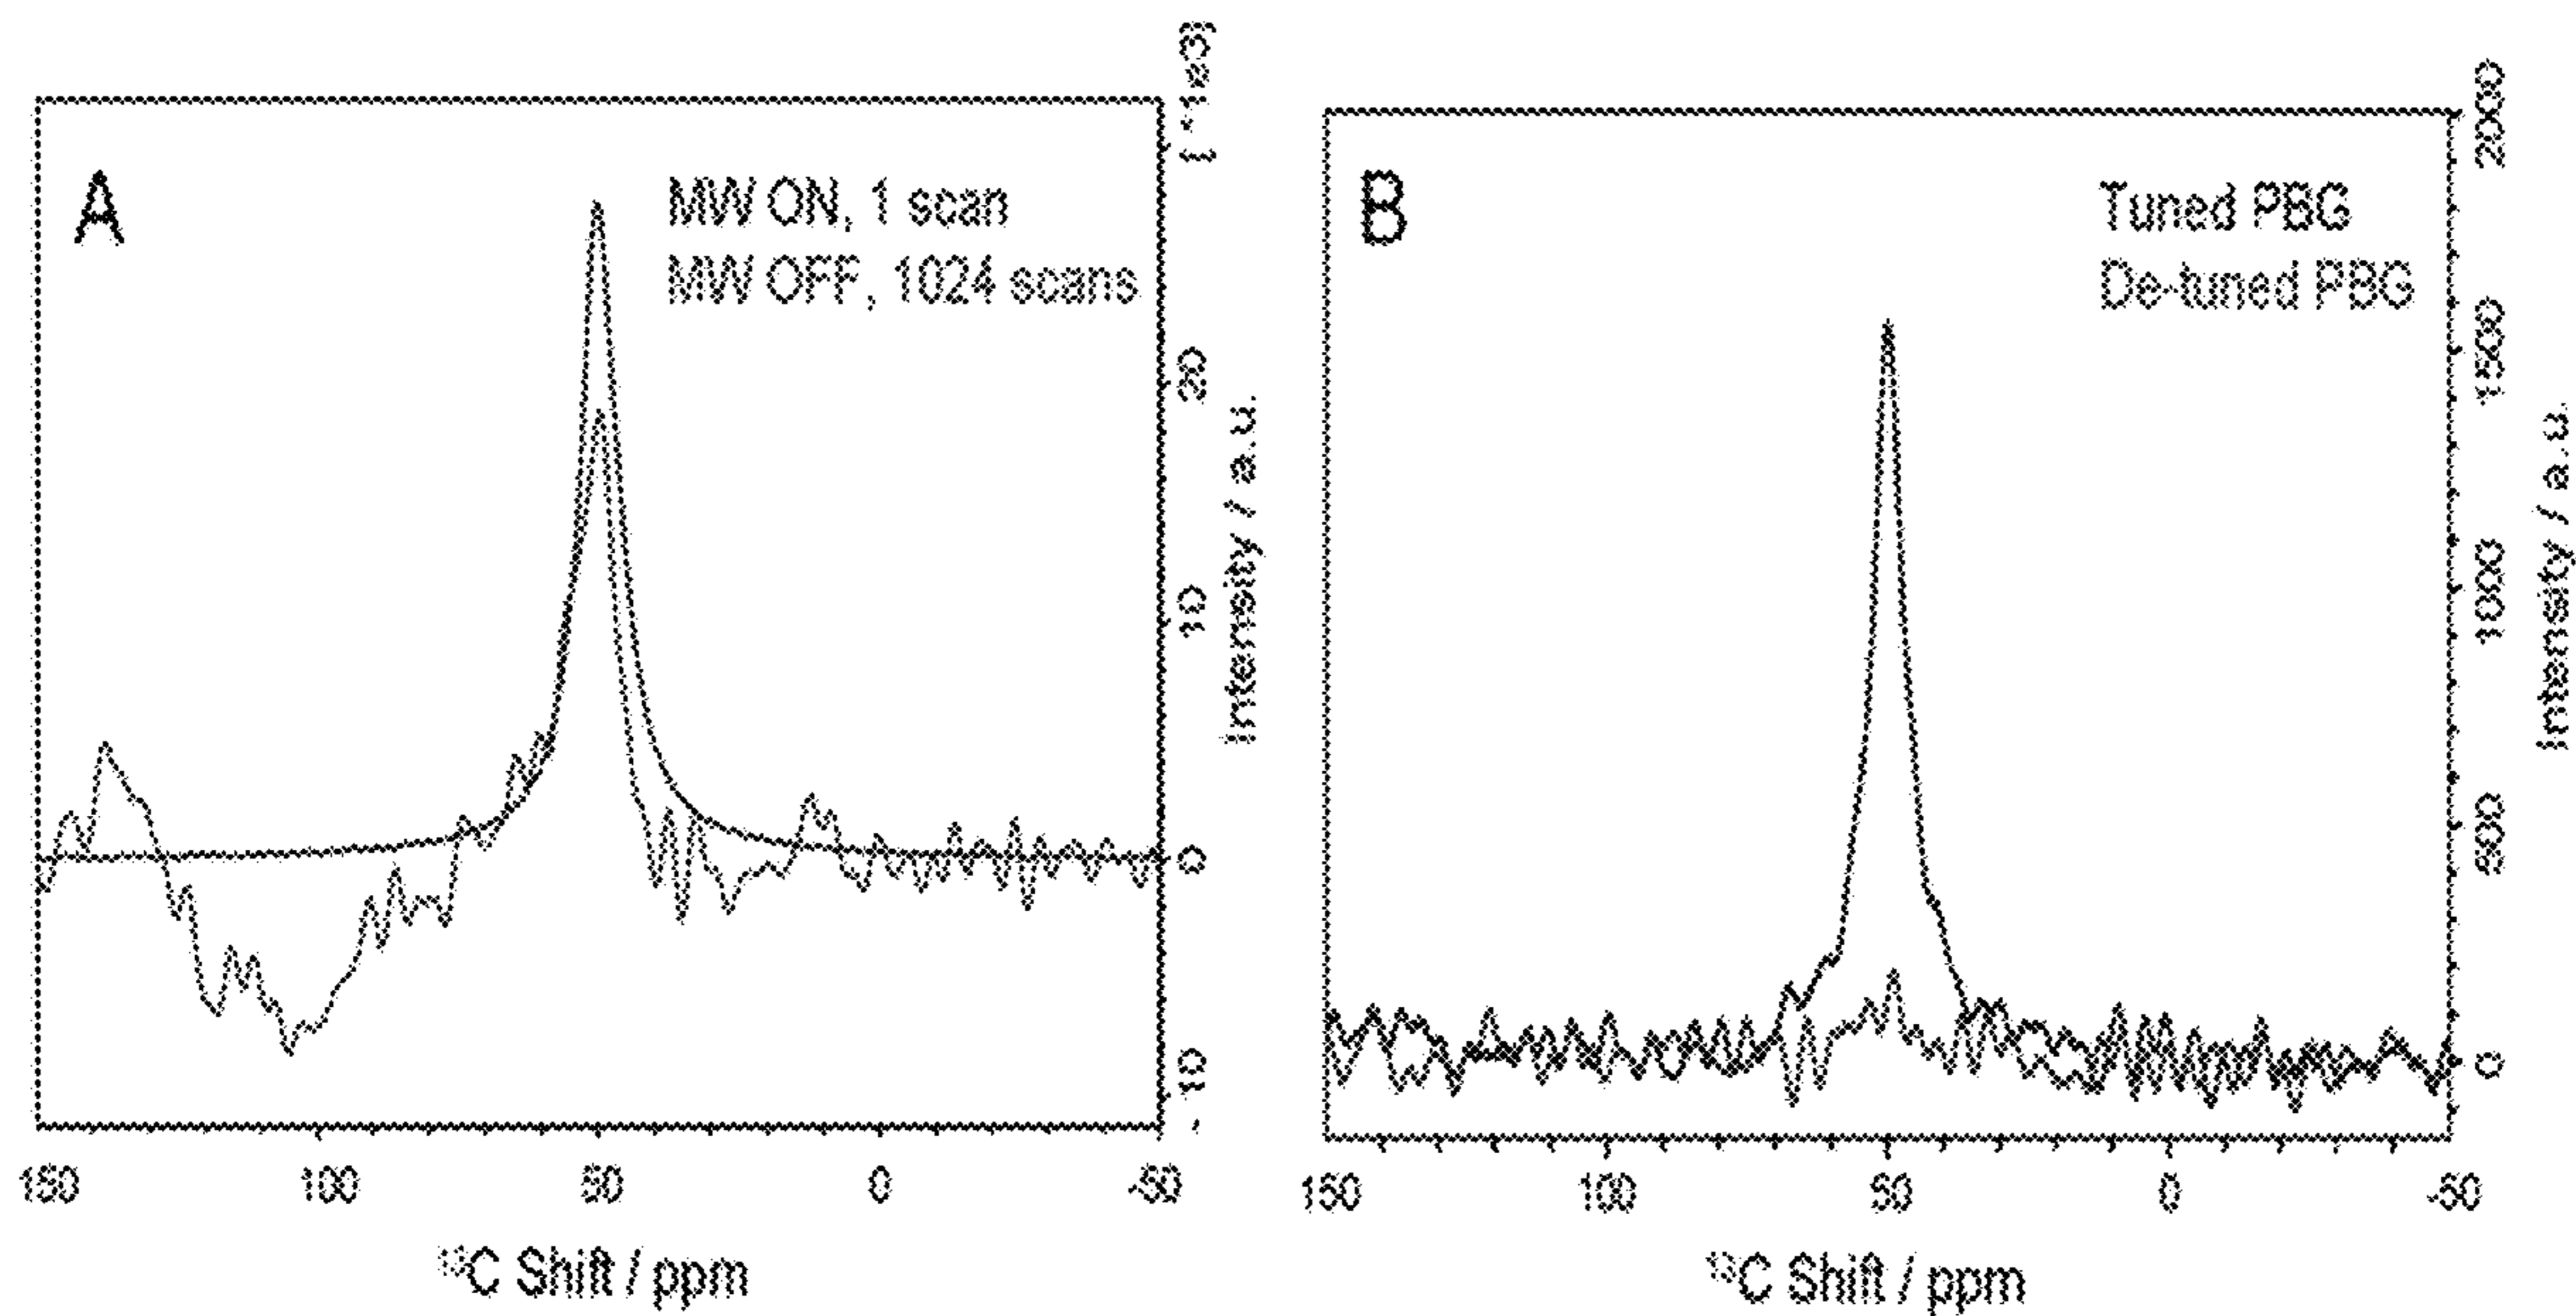 A
MW ON, 1 scan
MW OFF, 1024 scans
[*1e3]
20
10
0
-10
Intensity / a.u.
150 100 50 0 -50
¹³C Shift / ppm
B
Tuned PBG
De-tuned PBG
2000
1500
1000
500
0
Intensity / a.u.
150 100 50 0 -50
¹³C Shift / ppm